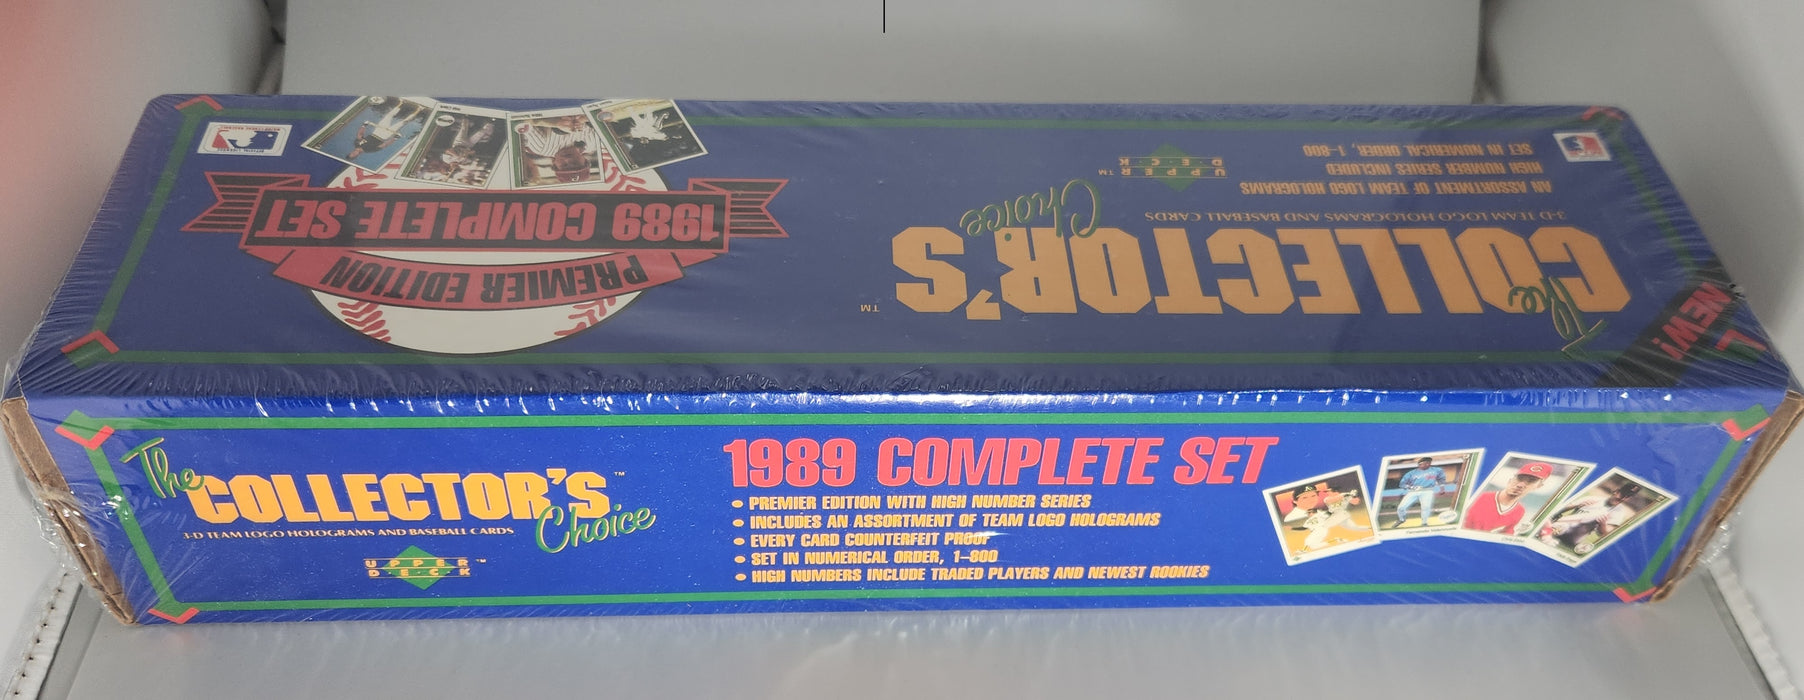 The
COLLECTOR'S™
Choice
3-D TEAM LOGO HOLOGRAMS AND BASEBALL CARDS
UPPER™
DECK
1989 COMPLETE SET
• PREMIER EDITION WITH HIGH NUMBER SERIES
• INCLUDES AN ASSORTMENT OF TEAM LOGO HOLOGRAMS
• EVERY CARD COUNTERFEIT PROOF
• SET IN NUMERICAL ORDER, 1–800
• HIGH NUMBERS INCLUDE TRADED PLAYERS AND NEWEST ROOKIES
NEW!
The
COLLECTOR'S™
Choice
3-D TEAM LOGO HOLOGRAMS AND BASEBALL CARDS
AN ASSORTMENT OF TEAM LOGO HOLOGRAMS
HIGH NUMBER SERIES INCLUDED
SET IN NUMERICAL ORDER, 1-800
UPPER
DECK™
PREMIER EDITION
1989 COMPLETE SET